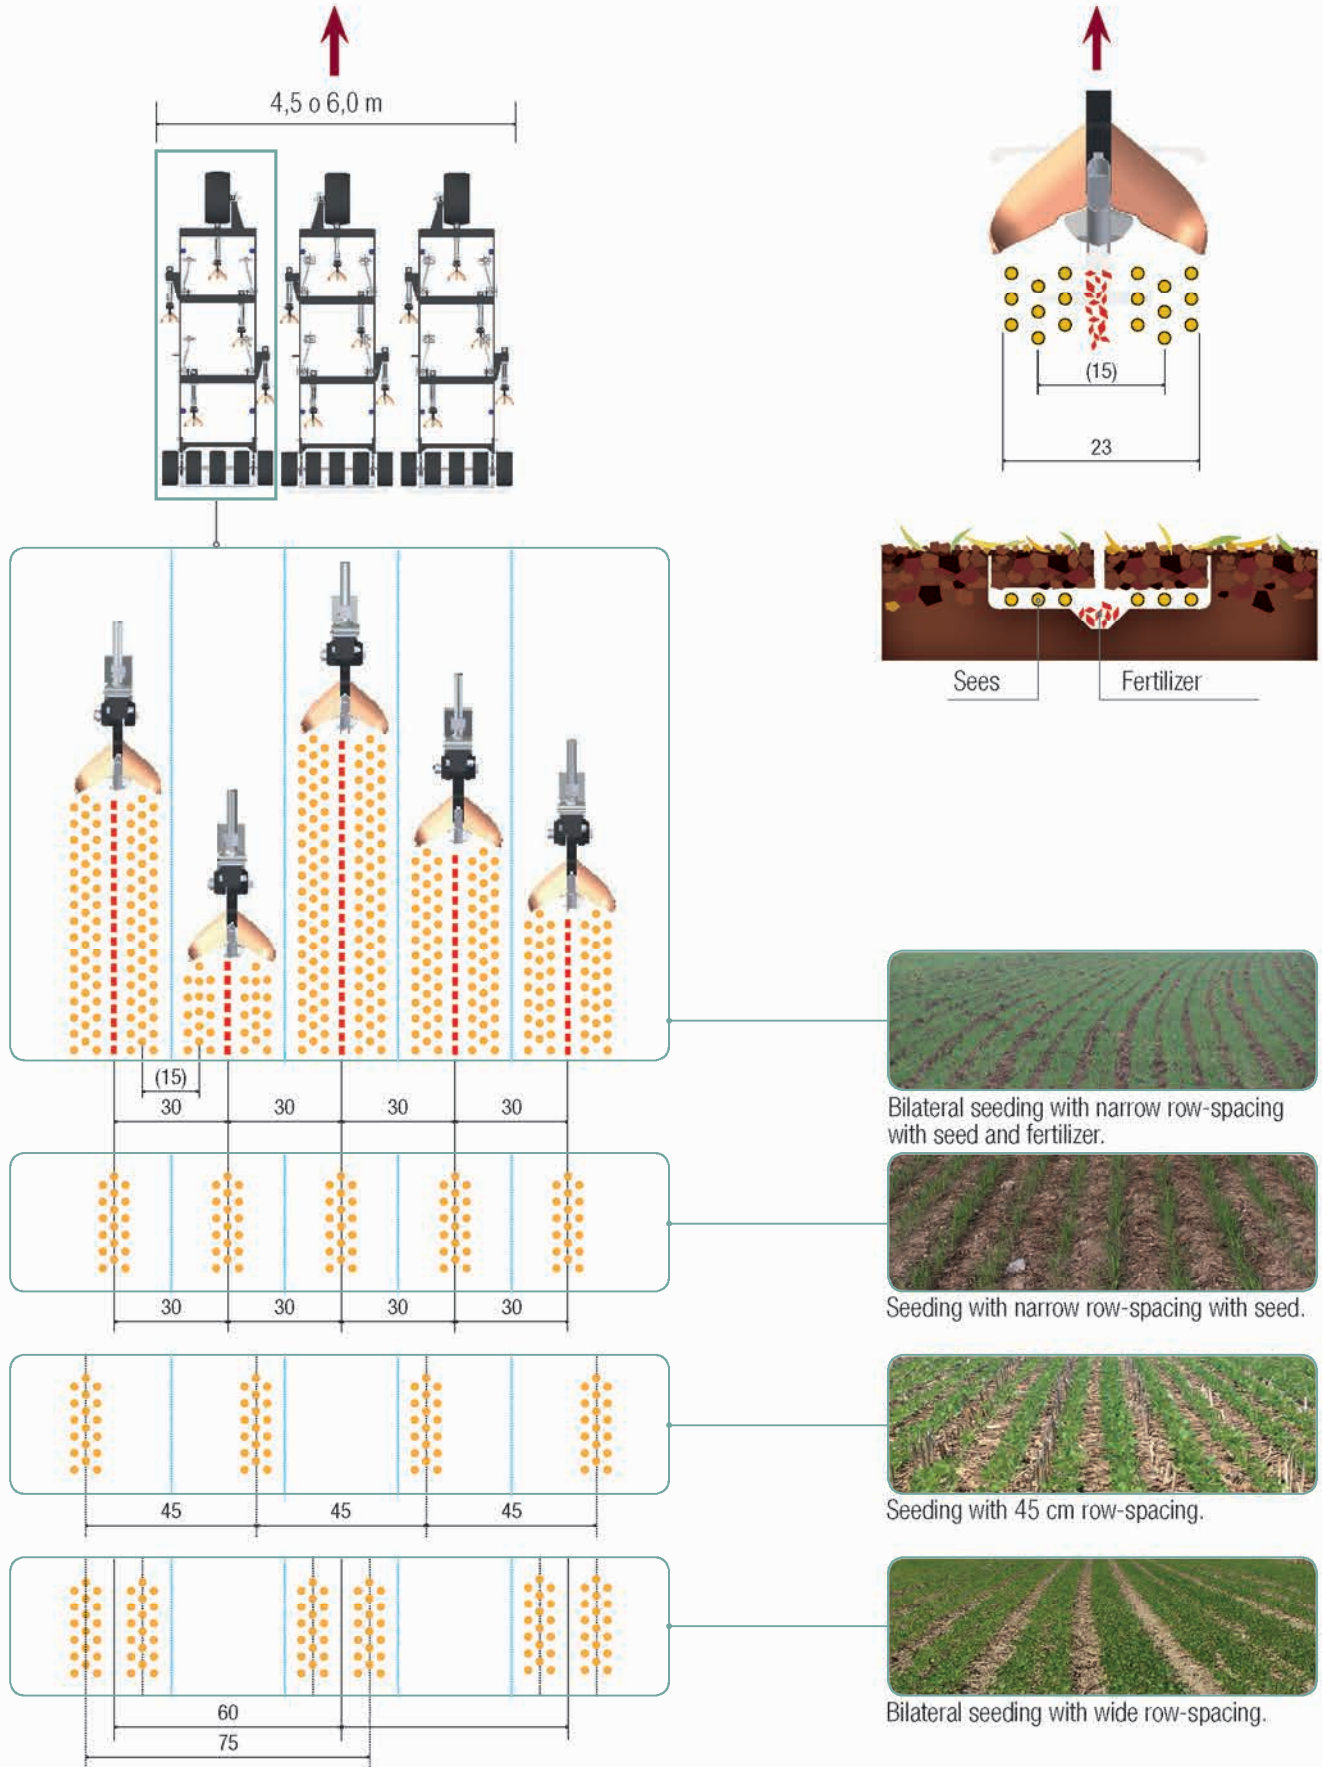 4,5 o 6,0 m
(15)
23
Sees
Fertilizer
(15)
30
30
30
30
Bilateral seeding with narrow row-spacing
with seed and fertilizer.
30
30
30
30
Seeding with narrow row-spacing with seed.
45
45
45
Seeding with 45 cm row-spacing.
60
75
Bilateral seeding with wide row-spacing.